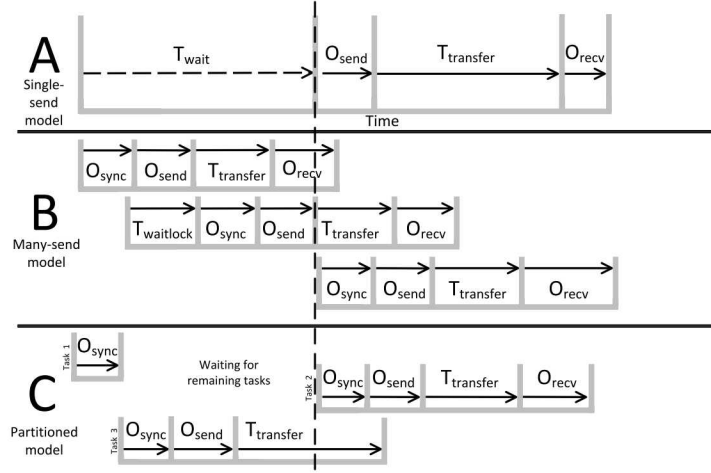 A
Single-
send
model
T_wait
O_send
T_transfer
O_recv
Time
O_sync
O_send
T_transfer
O_recv
B
Many-send
model
T_waitlock
O_sync
O_send
T_transfer
O_recv
O_sync
O_send
T_transfer
O_recv
C
Partitioned
model
Task 1
O_sync
Waiting for
remaining tasks
Task 2
O_sync
O_send
T_transfer
O_recv
Task 3
O_sync
O_send
T_transfer